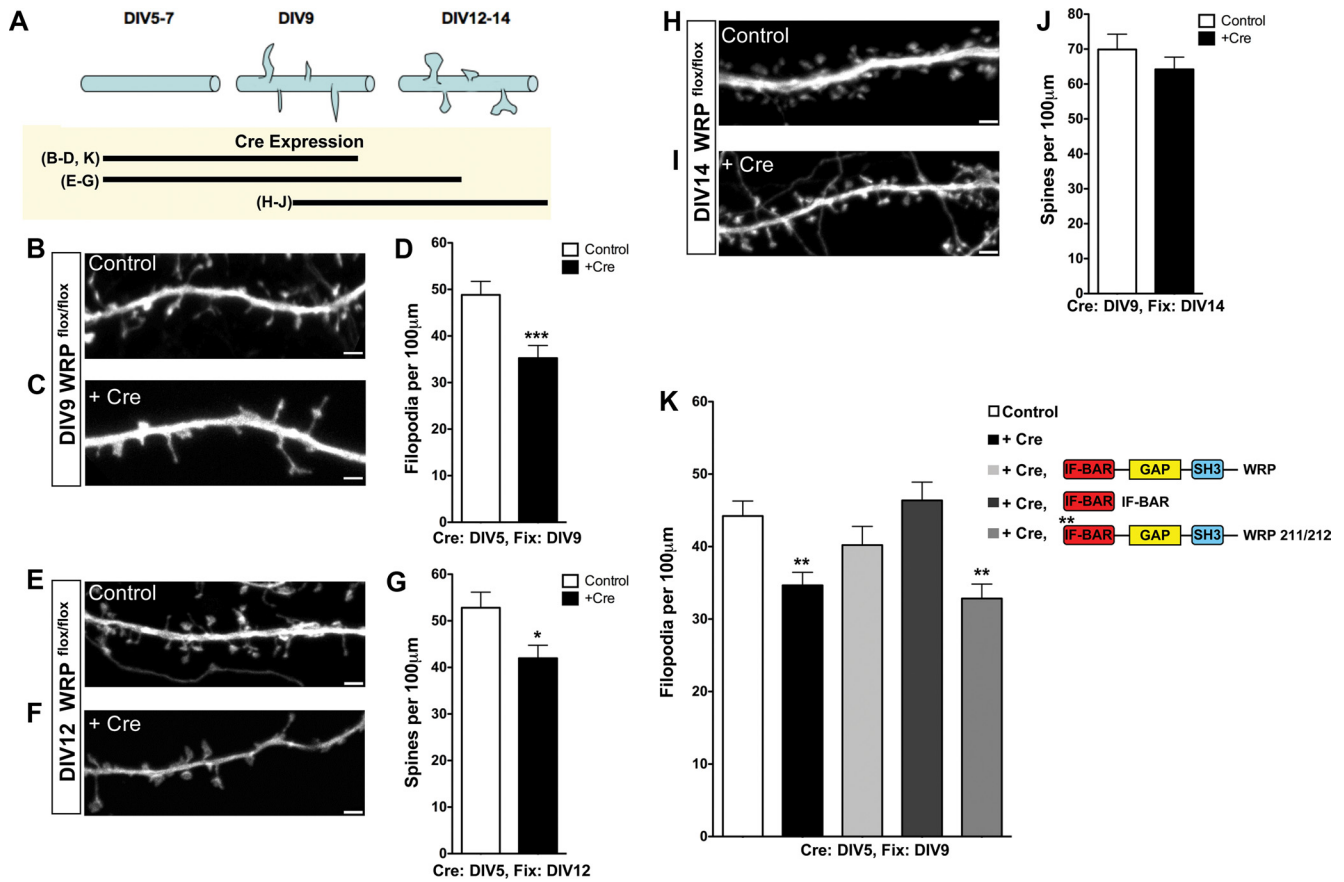 A
DIV5-7
DIV9
DIV12-14
Cre Expression
(B-D, K)
(E-G)
(H-J)
B
Control
C
+ Cre
DIV9 WRP flox/flox
D
Control
+Cre
Filopodia per 100μm
60
50
40
30
20
10
0
***
Cre: DIV5, Fix: DIV9
E
Control
F
+ Cre
DIV12 WRP flox/flox
G
Control
+Cre
Spines per 100μm
60
50
40
30
20
10
0
*
Cre: DIV5, Fix: DIV12
H
Control
I
+ Cre
DIV14 WRP flox/flox
J
Control
+Cre
Spines per 100μm
80
70
60
50
40
30
20
10
0
Cre: DIV9, Fix: DIV14
K
Filopodia per 100μm
60
50
40
30
20
10
0
**
**
Cre: DIV5, Fix: DIV9
Control
+ Cre
+ Cre, IF-BAR GAP SH3 WRP
+ Cre, IF-BAR IF-BAR
**
+ Cre, IF-BAR GAP SH3 WRP 211/212